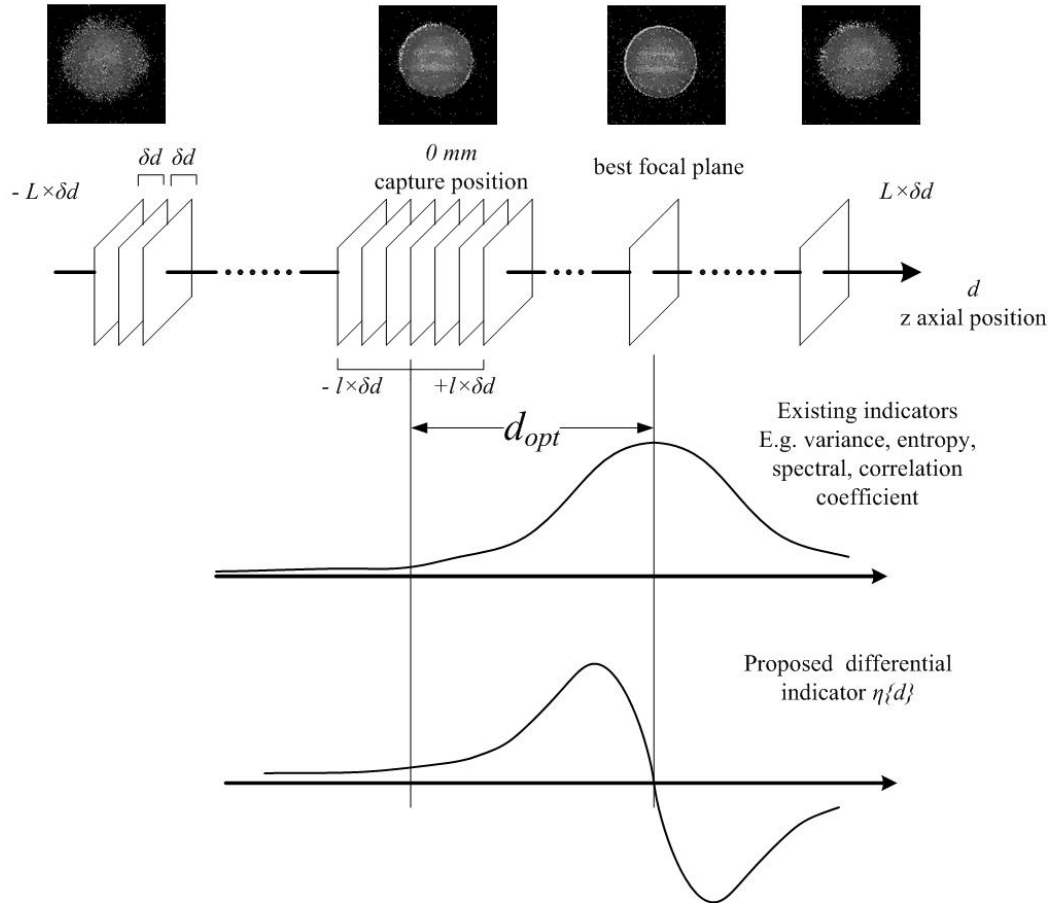 δd δd
0 mm
capture position
best focal plane
- L×δd
L×δd
d
z axial position
- l×δd
+l×δd
dopt
Existing indicators
E.g. variance, entropy,
spectral, correlation
coefficient
Proposed differential
indicator η{d}